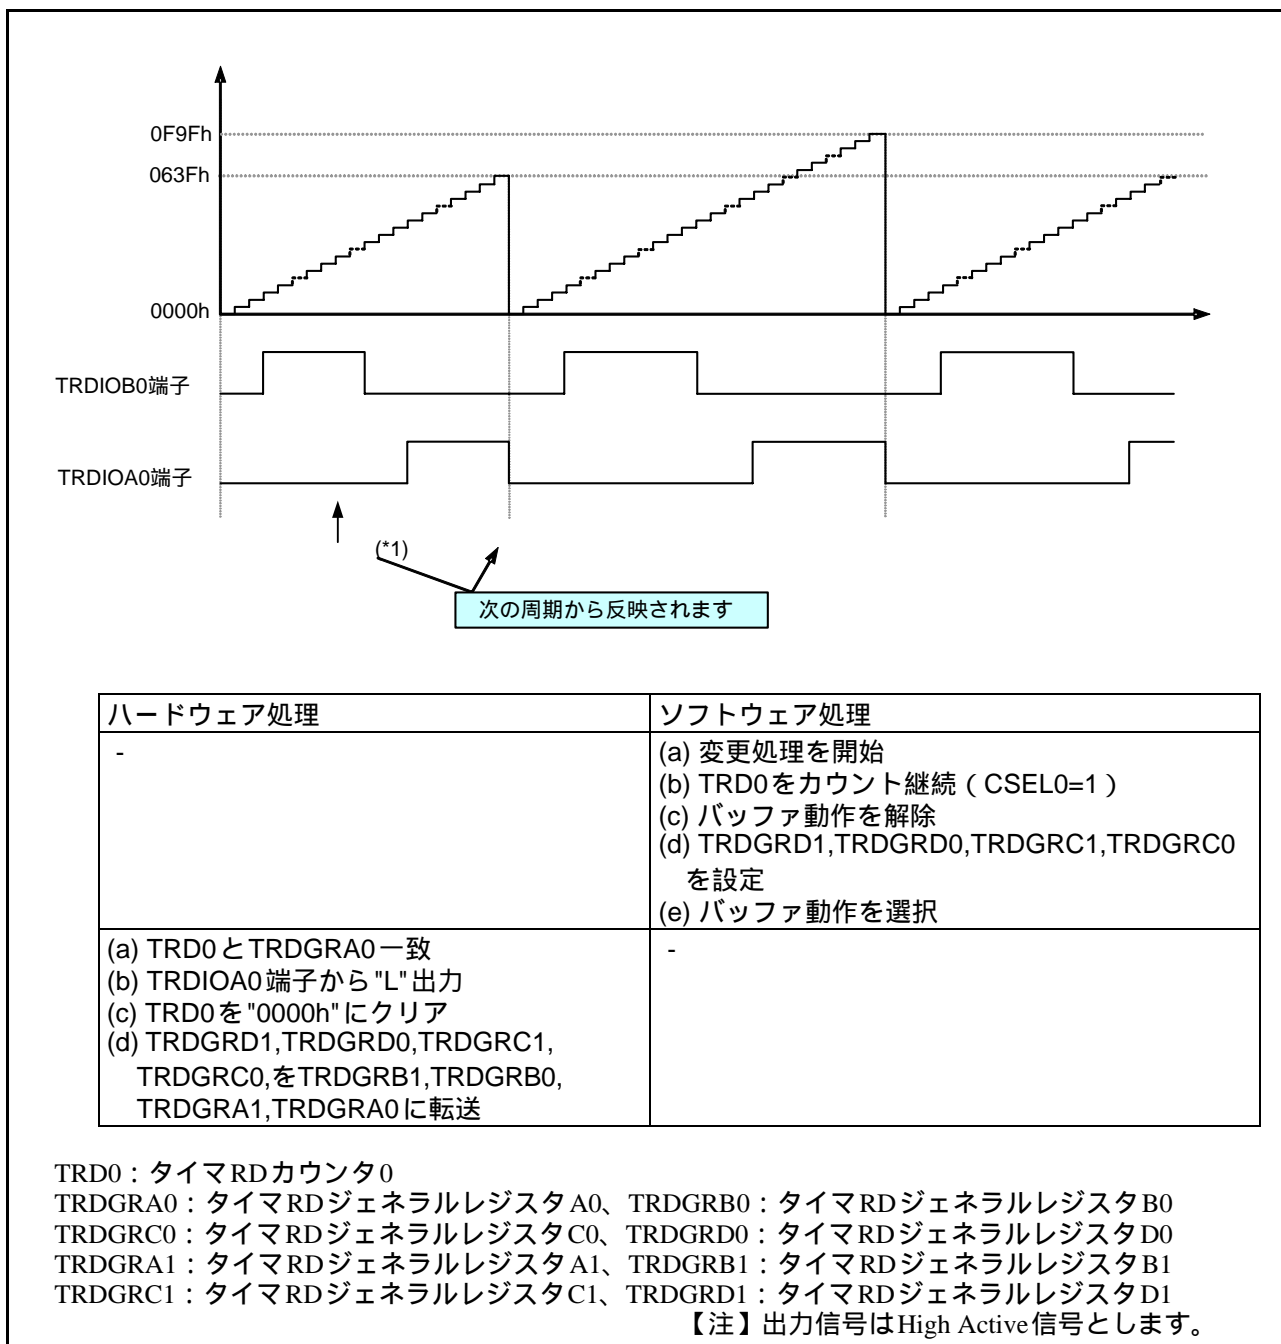 0F9Fh
063Fh
0000h
TRDIOB0端子
TRDIOA0端子
(*1)
次の周期から反映されます
ハードウェア処理
ソフトウェア処理
-
(a) 変更処理を開始
(b) TRD0をカウント継続（CSEL0=1）
(c) バッファ動作を解除
(d) TRDGRD1,TRDGRD0,TRDGRC1,TRDGRC0
を設定
(e) バッファ動作を選択
(a) TRD0とTRDGRA0一致
(b) TRDIOA0端子から"L"出力
(c) TRD0を"0000h"にクリア
(d) TRDGRD1,TRDGRD0,TRDGRC1,
TRDGRC0,をTRDGRB1,TRDGRB0,
TRDGRA1,TRDGRA0に転送
-
TRD0：タイマRDカウンタ0
TRDGRA0：タイマRDジェネラルレジスタA0、TRDGRB0：タイマRDジェネラルレジスタB0
TRDGRC0：タイマRDジェネラルレジスタC0、TRDGRD0：タイマRDジェネラルレジスタD0
TRDGRA1：タイマRDジェネラルレジスタA1、TRDGRB1：タイマRDジェネラルレジスタB1
TRDGRC1：タイマRDジェネラルレジスタC1、TRDGRD1：タイマRDジェネラルレジスタD1
【注】出力信号はHigh Active信号とします。